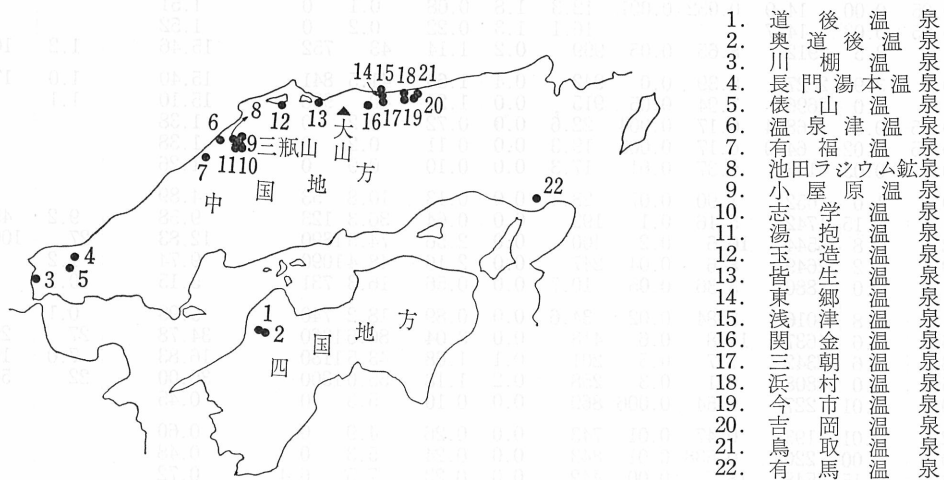 1. 道後温泉
2. 奥道後温泉
3. 川棚温泉
4. 長門湯本温泉
5. 俵山温泉
6. 温泉津温泉
7. 有福温泉
8. 池田ラジウム鉱泉
9. 小屋原温泉
10. 志学温泉
11. 湯抱温泉
12. 玉造温泉
13. 皆生温泉
14. 東郷温泉
15. 浅津温泉
16. 関金温泉
17. 三朝温泉
18. 浜村温泉
19. 今市温泉
20. 吉岡温泉
21. 鳥取温泉
22. 有馬温泉
14 15 18 21
6 8 12 13 大山 16 17 19 20
7 11 10 9 三瓶山
中国地方
22
4
3 5
1
2
四国地方